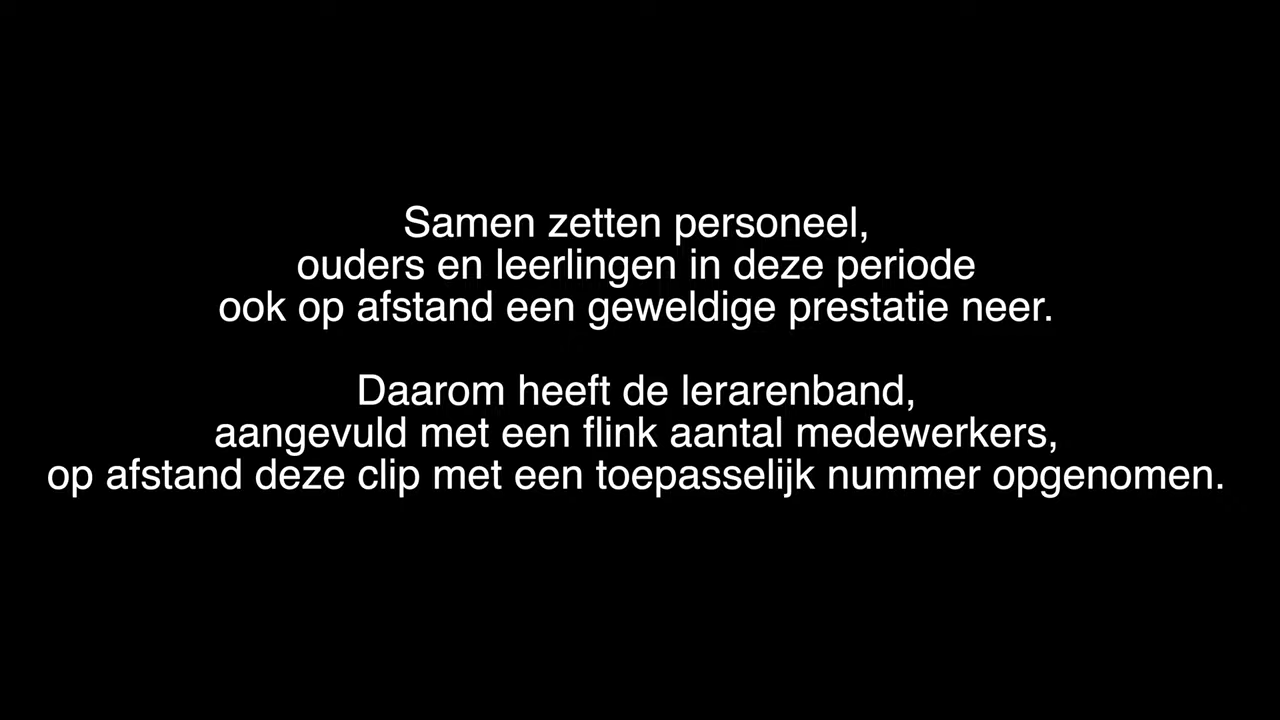 Samen zetten personeel,
ouders en leerlingen in deze periode
ook op afstand een geweldige prestatie neer.
Daarom heeft de lerarenband,
aangevuld met een flink aantal medewerkers,
op afstand deze clip met een toepasselijk nummer opgenomen.